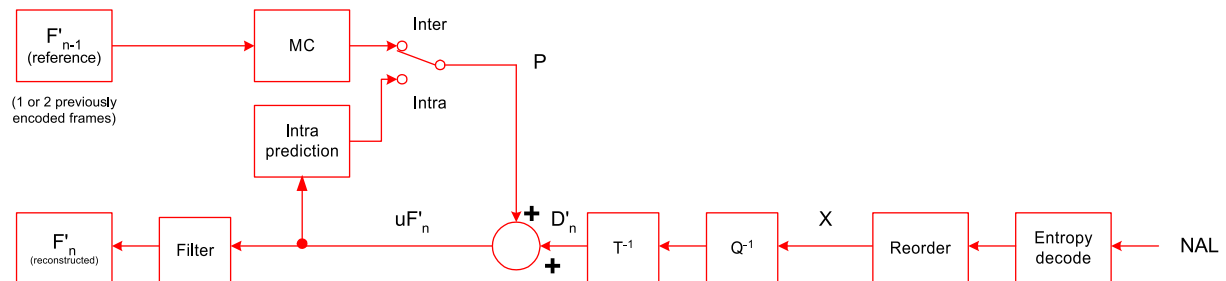 F'n-1
(reference)
(1 or 2 previously
encoded frames)
MC
Inter
P
Intra
Intra
prediction
F'n
(reconstructed)
Filter
uF'n
+
+
D'n
T-1
Q-1
X
Reorder
Entropy
decode
NAL